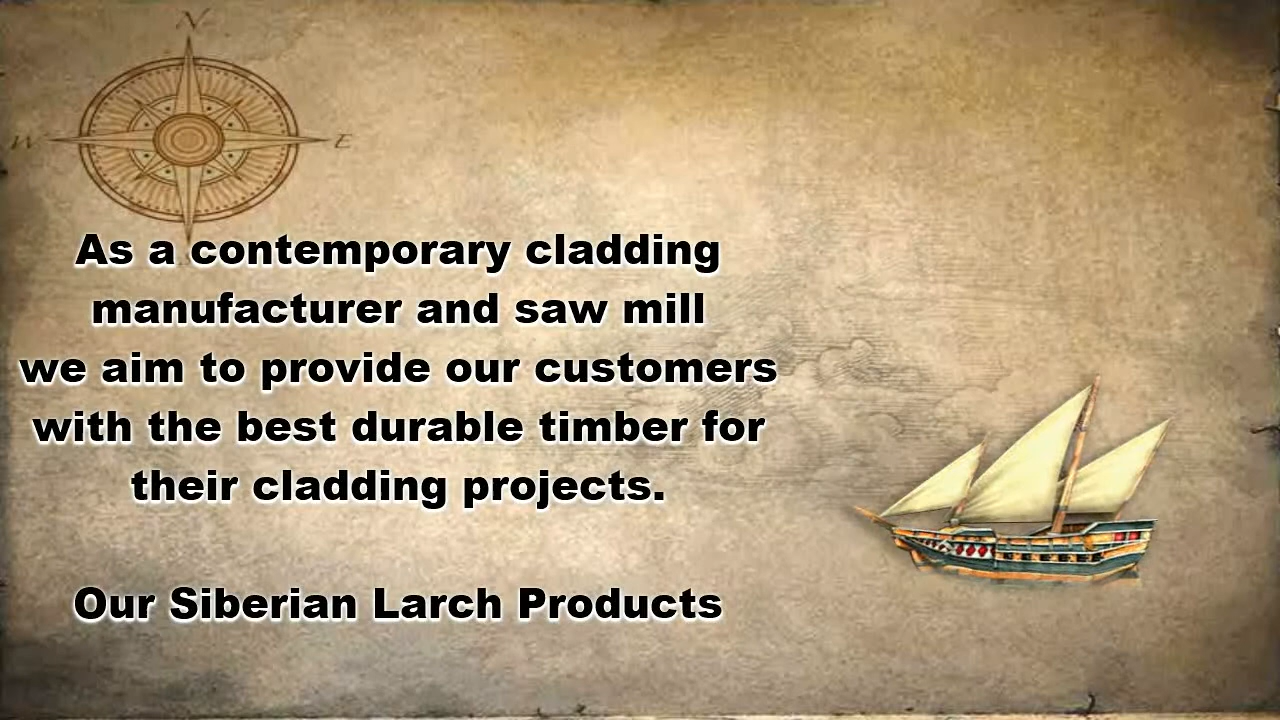 N
W E
As a contemporary cladding
manufacturer and saw mill
we aim to provide our customers
with the best durable timber for
their cladding projects.
Our Siberian Larch Products